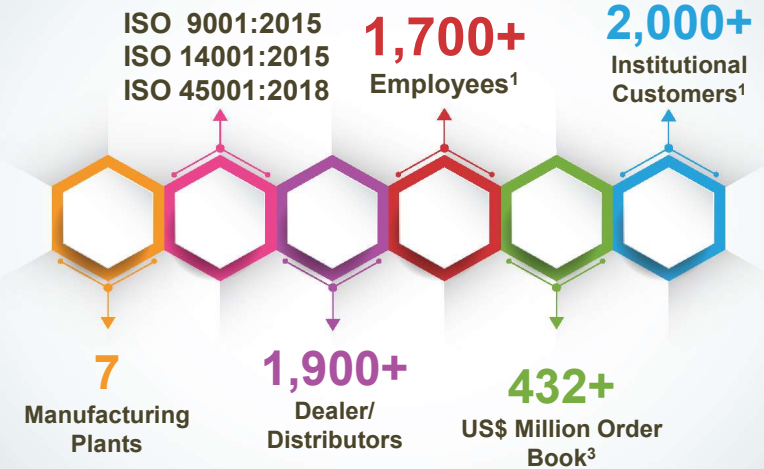 ISO 9001:2015
ISO 14001:2015
ISO 45001:2018
1,700+
Employees¹
2,000+
Institutional
Customers¹
7
Manufacturing
Plants
1,900+
Dealer/
Distributors
432+
US$ Million Order
Book³